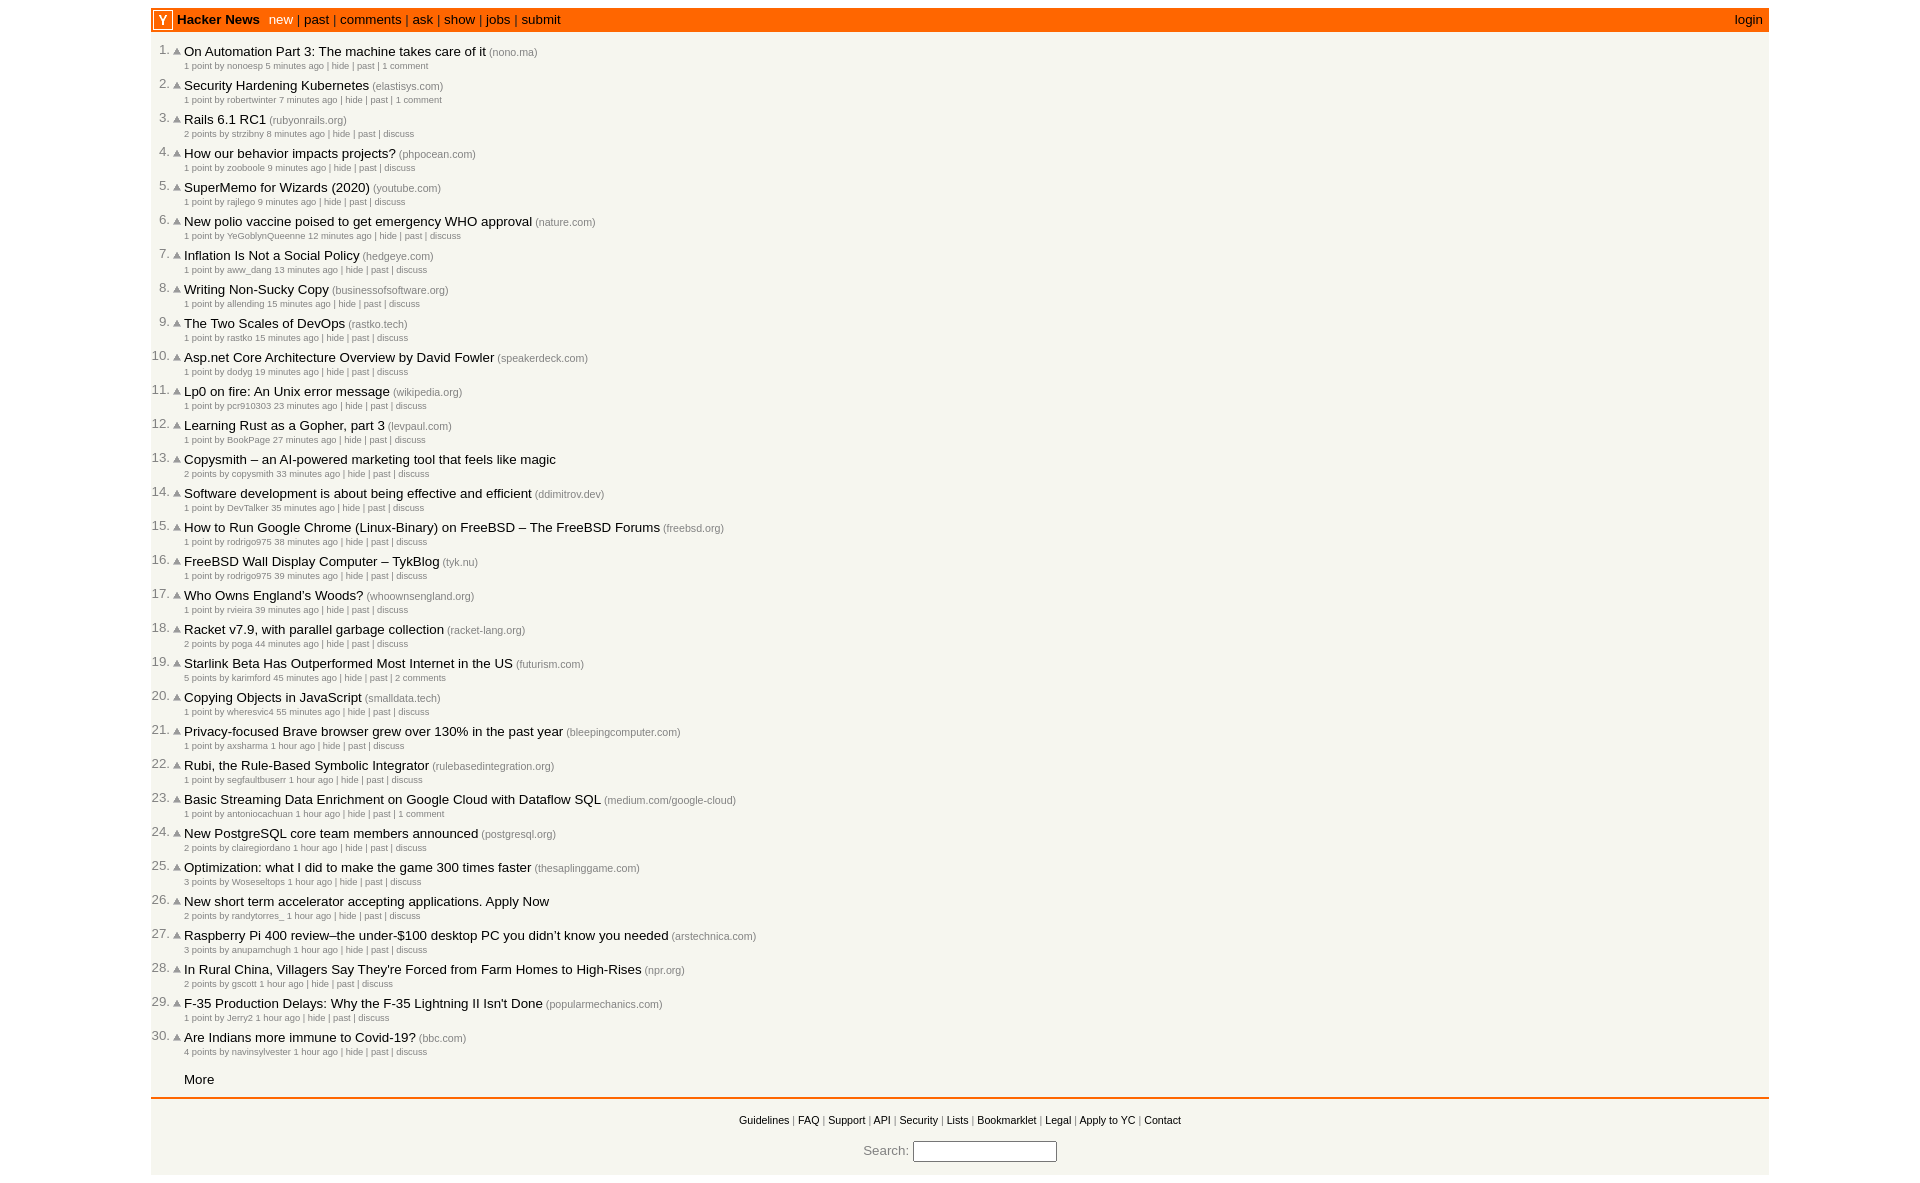 Y Hacker News new | past | comments | ask | show | jobs | submit login
1. On Automation Part 3: The machine takes care of it (nono.ma)
1 point by nonoesp 5 minutes ago | hide | past | 1 comment
2. Security Hardening Kubernetes (elastisys.com)
1 point by robertwinter 7 minutes ago | hide | past | 1 comment
3. Rails 6.1 RC1 (rubyonrails.org)
2 points by strzibny 8 minutes ago | hide | past | discuss
4. How our behavior impacts projects? (phpocean.com)
1 point by zooboole 9 minutes ago | hide | past | discuss
5. SuperMemo for Wizards (2020) (youtube.com)
1 point by rajlego 9 minutes ago | hide | past | discuss
6. New polio vaccine poised to get emergency WHO approval (nature.com)
1 point by YeGoblynQueenne 12 minutes ago | hide | past | discuss
7. Inflation Is Not a Social Policy (hedgeye.com)
1 point by aww_dang 13 minutes ago | hide | past | discuss
8. Writing Non-Sucky Copy (businessofsoftware.org)
1 point by allending 15 minutes ago | hide | past | discuss
9. The Two Scales of DevOps (rastko.tech)
1 point by rastko 15 minutes ago | hide | past | discuss
10. Asp.net Core Architecture Overview by David Fowler (speakerdeck.com)
1 point by dodyg 19 minutes ago | hide | past | discuss
11. Lp0 on fire: An Unix error message (wikipedia.org)
1 point by pcr910303 23 minutes ago | hide | past | discuss
12. Learning Rust as a Gopher, part 3 (levpaul.com)
1 point by BookPage 27 minutes ago | hide | past | discuss
13. Copysmith – an AI-powered marketing tool that feels like magic
2 points by copysmith 33 minutes ago | hide | past | discuss
14. Software development is about being effective and efficient (ddimitrov.dev)
1 point by DevTalker 35 minutes ago | hide | past | discuss
15. How to Run Google Chrome (Linux-Binary) on FreeBSD – The FreeBSD Forums (freebsd.org)
1 point by rodrigo975 38 minutes ago | hide | past | discuss
16. FreeBSD Wall Display Computer – TykBlog (tyk.nu)
1 point by rodrigo975 39 minutes ago | hide | past | discuss
17. Who Owns England’s Woods? (whoownsengland.org)
1 point by rvieira 39 minutes ago | hide | past | discuss
18. Racket v7.9, with parallel garbage collection (racket-lang.org)
2 points by poga 44 minutes ago | hide | past | discuss
19. Starlink Beta Has Outperformed Most Internet in the US (futurism.com)
5 points by karimford 45 minutes ago | hide | past | 2 comments
20. Copying Objects in JavaScript (smalldata.tech)
1 point by wheresvic4 55 minutes ago | hide | past | discuss
21. Privacy-focused Brave browser grew over 130% in the past year (bleepingcomputer.com)
1 point by axsharma 1 hour ago | hide | past | discuss
22. Rubi, the Rule-Based Symbolic Integrator (rulebasedintegration.org)
1 point by segfaultbuserr 1 hour ago | hide | past | discuss
23. Basic Streaming Data Enrichment on Google Cloud with Dataflow SQL (medium.com/google-cloud)
1 point by antoniocachuan 1 hour ago | hide | past | 1 comment
24. New PostgreSQL core team members announced (postgresql.org)
2 points by clairegiordano 1 hour ago | hide | past | discuss
25. Optimization: what I did to make the game 300 times faster (thesaplinggame.com)
3 points by Woseseltops 1 hour ago | hide | past | discuss
26. New short term accelerator accepting applications. Apply Now
2 points by randytorres_ 1 hour ago | hide | past | discuss
27. Raspberry Pi 400 review–the under-$100 desktop PC you didn’t know you needed (arstechnica.com)
3 points by anupamchugh 1 hour ago | hide | past | discuss
28. In Rural China, Villagers Say They're Forced from Farm Homes to High-Rises (npr.org)
2 points by gscott 1 hour ago | hide | past | discuss
29. F-35 Production Delays: Why the F-35 Lightning II Isn't Done (popularmechanics.com)
1 point by Jerry2 1 hour ago | hide | past | discuss
30. Are Indians more immune to Covid-19? (bbc.com)
4 points by navinsylvester 1 hour ago | hide | past | discuss
More
Guidelines | FAQ | Support | API | Security | Lists | Bookmarklet | Legal | Apply to YC | Contact
Search: